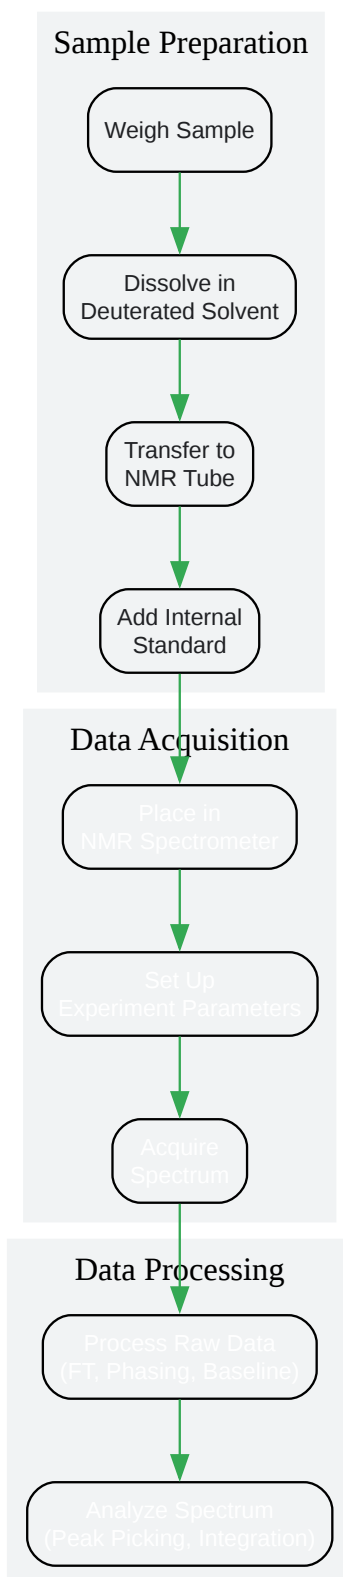 Sample Preparation
Weigh Sample
Dissolve in
Deuterated Solvent
Transfer to
NMR Tube
Add Internal
Standard
Data Acquisition
Place in
NMR Spectrometer
Set Up
Experiment Parameters
Acquire
Spectrum
Data Processing
Process Raw Data
(FT, Phasing, Baseline)
Analyze Spectrum
(Peak Picking, Integration)